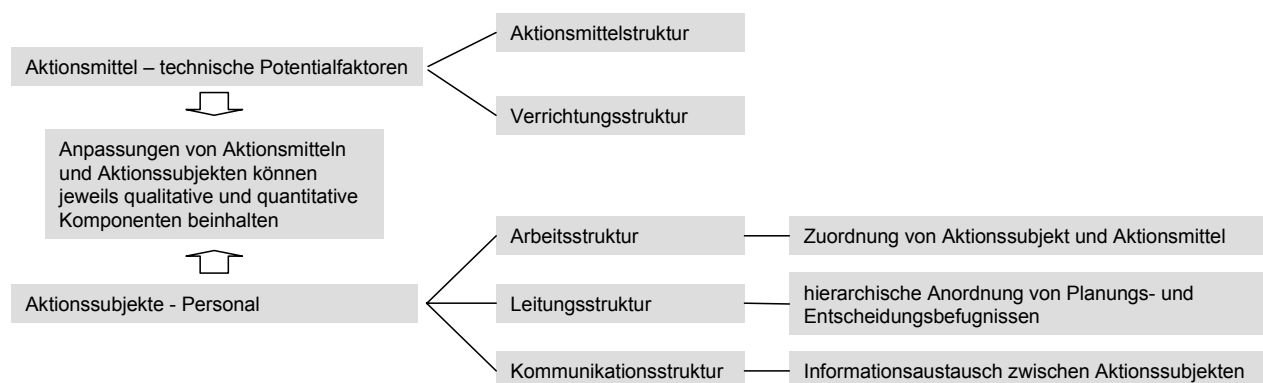 Aktionsmittelstruktur
Aktionsmittel – technische Potentialfaktoren
Verrichtungsstruktur
Anpassungen von Aktionsmitteln
und Aktionssubjekten können
jeweils qualitative und quantitative
Komponenten beinhalten
Arbeitsstruktur
Zuordnung von Aktionssubjekt und Aktionsmittel
Aktionssubjekte - Personal
Leitungsstruktur
hierarchische Anordnung von Planungs- und
Entscheidungsbefugnissen
Kommunikationsstruktur
Informationsaustausch zwischen Aktionssubjekten